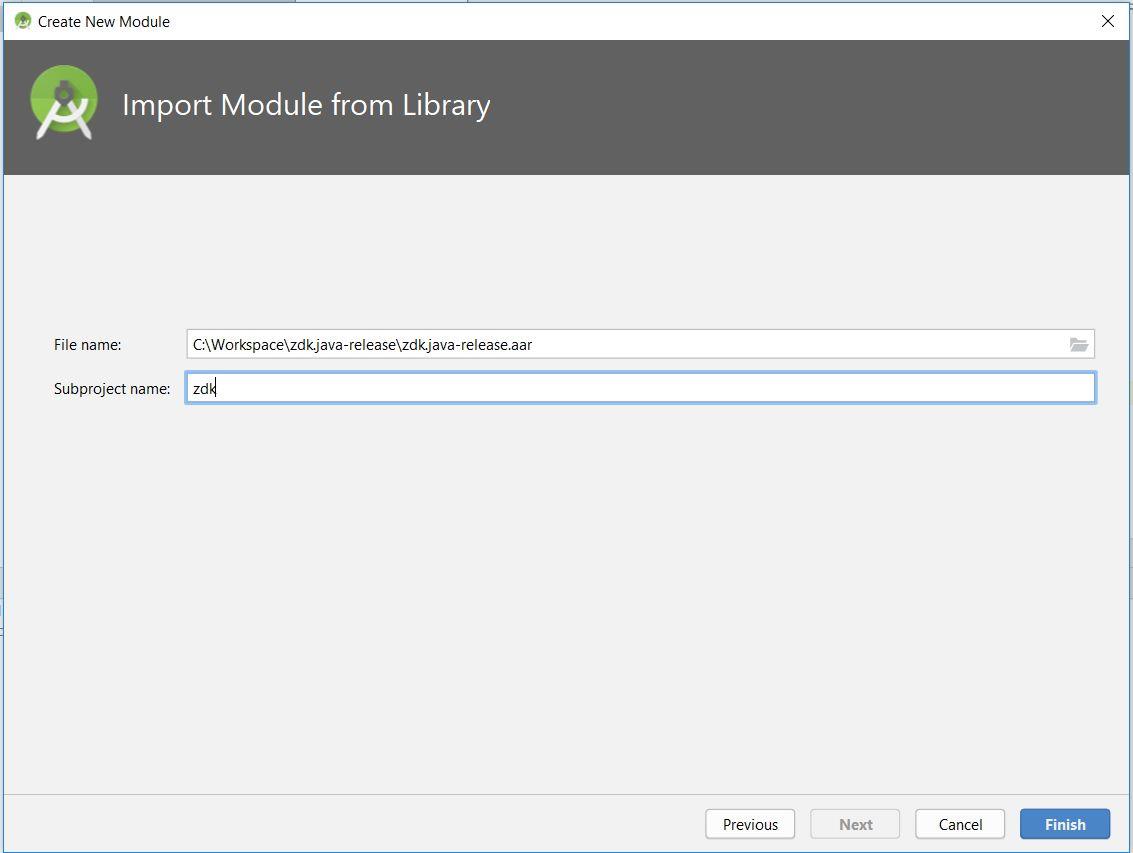 Create New Module
Import Module from Library
File name: C:\Workspace\zdk.java-release\zdk.java-release.aar
Subproject name: zdk
Previous Next Cancel Finish